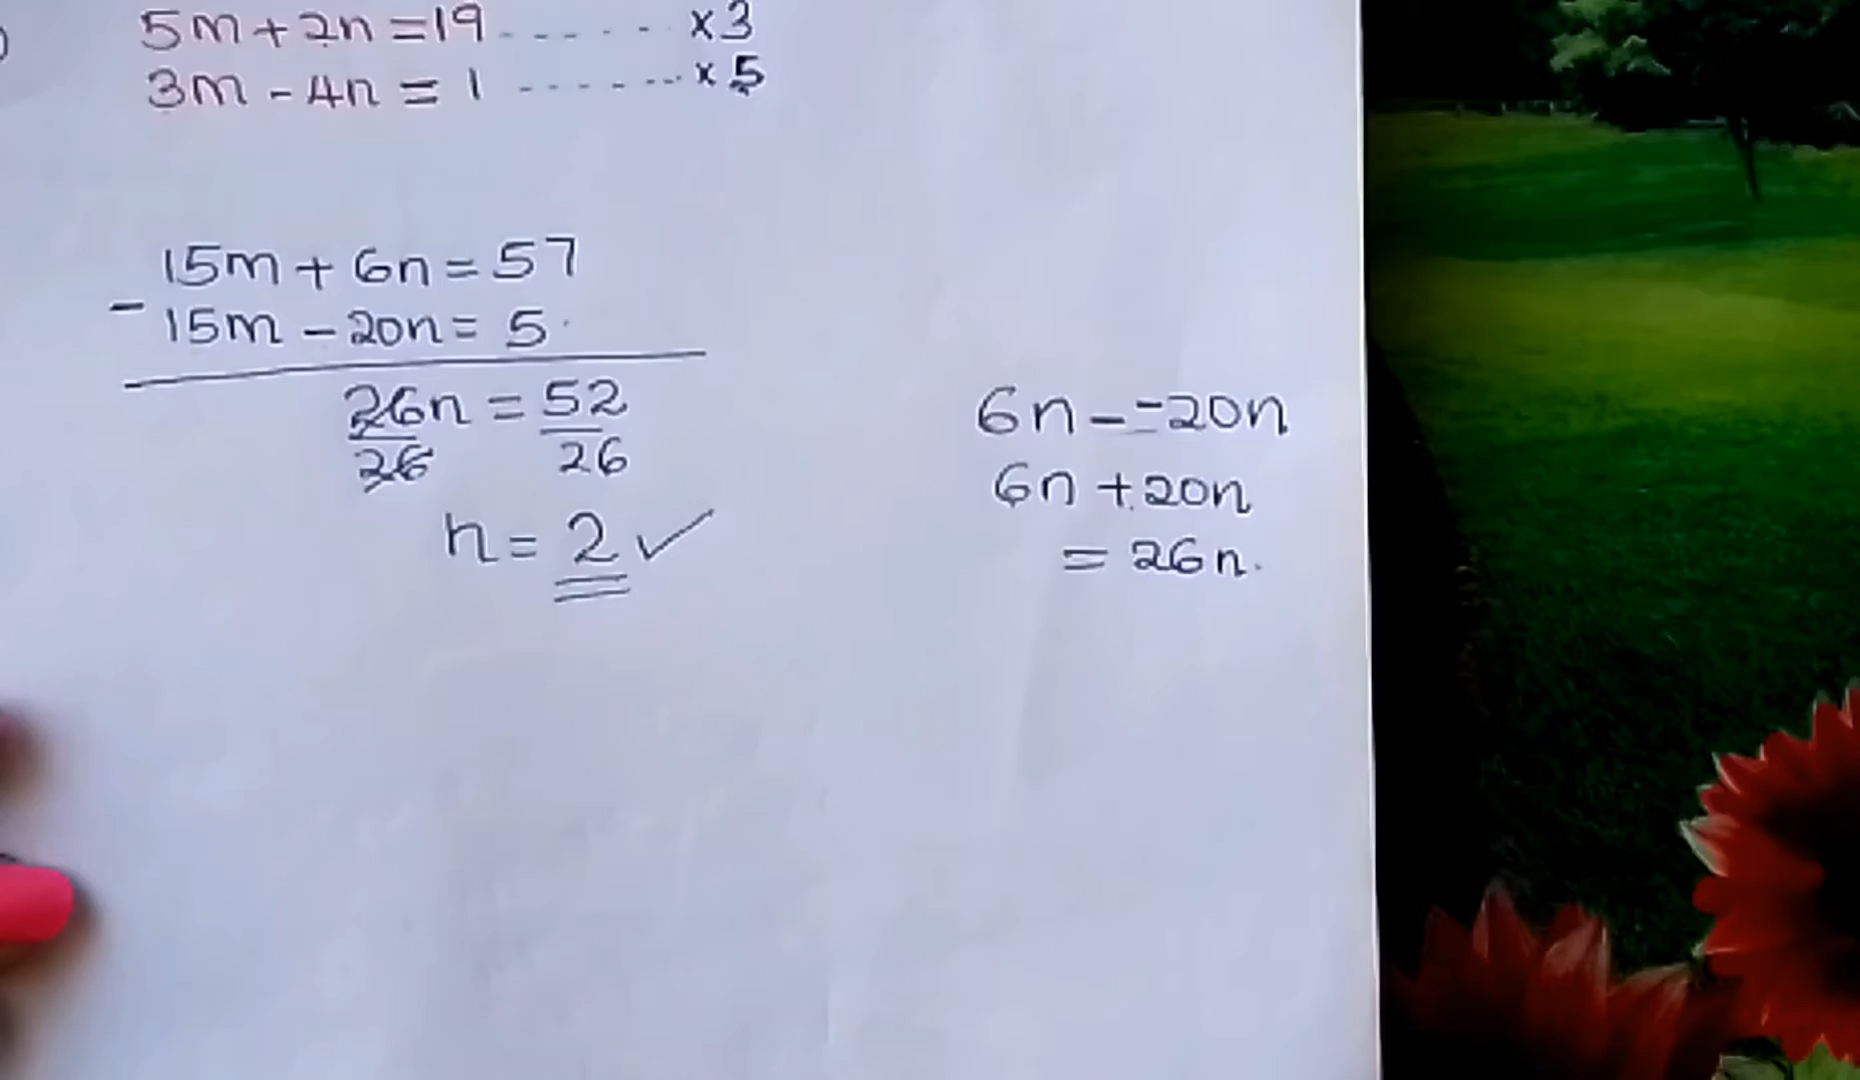 5m + 2n = 19 ------ x3
3m - 4n = 1 ------- x 5
15m + 6n = 57
- 15m - 20n = 5
26n = 52
26 26
n = 2 ✓
6n - -20n
6n + 20n
= 26n.